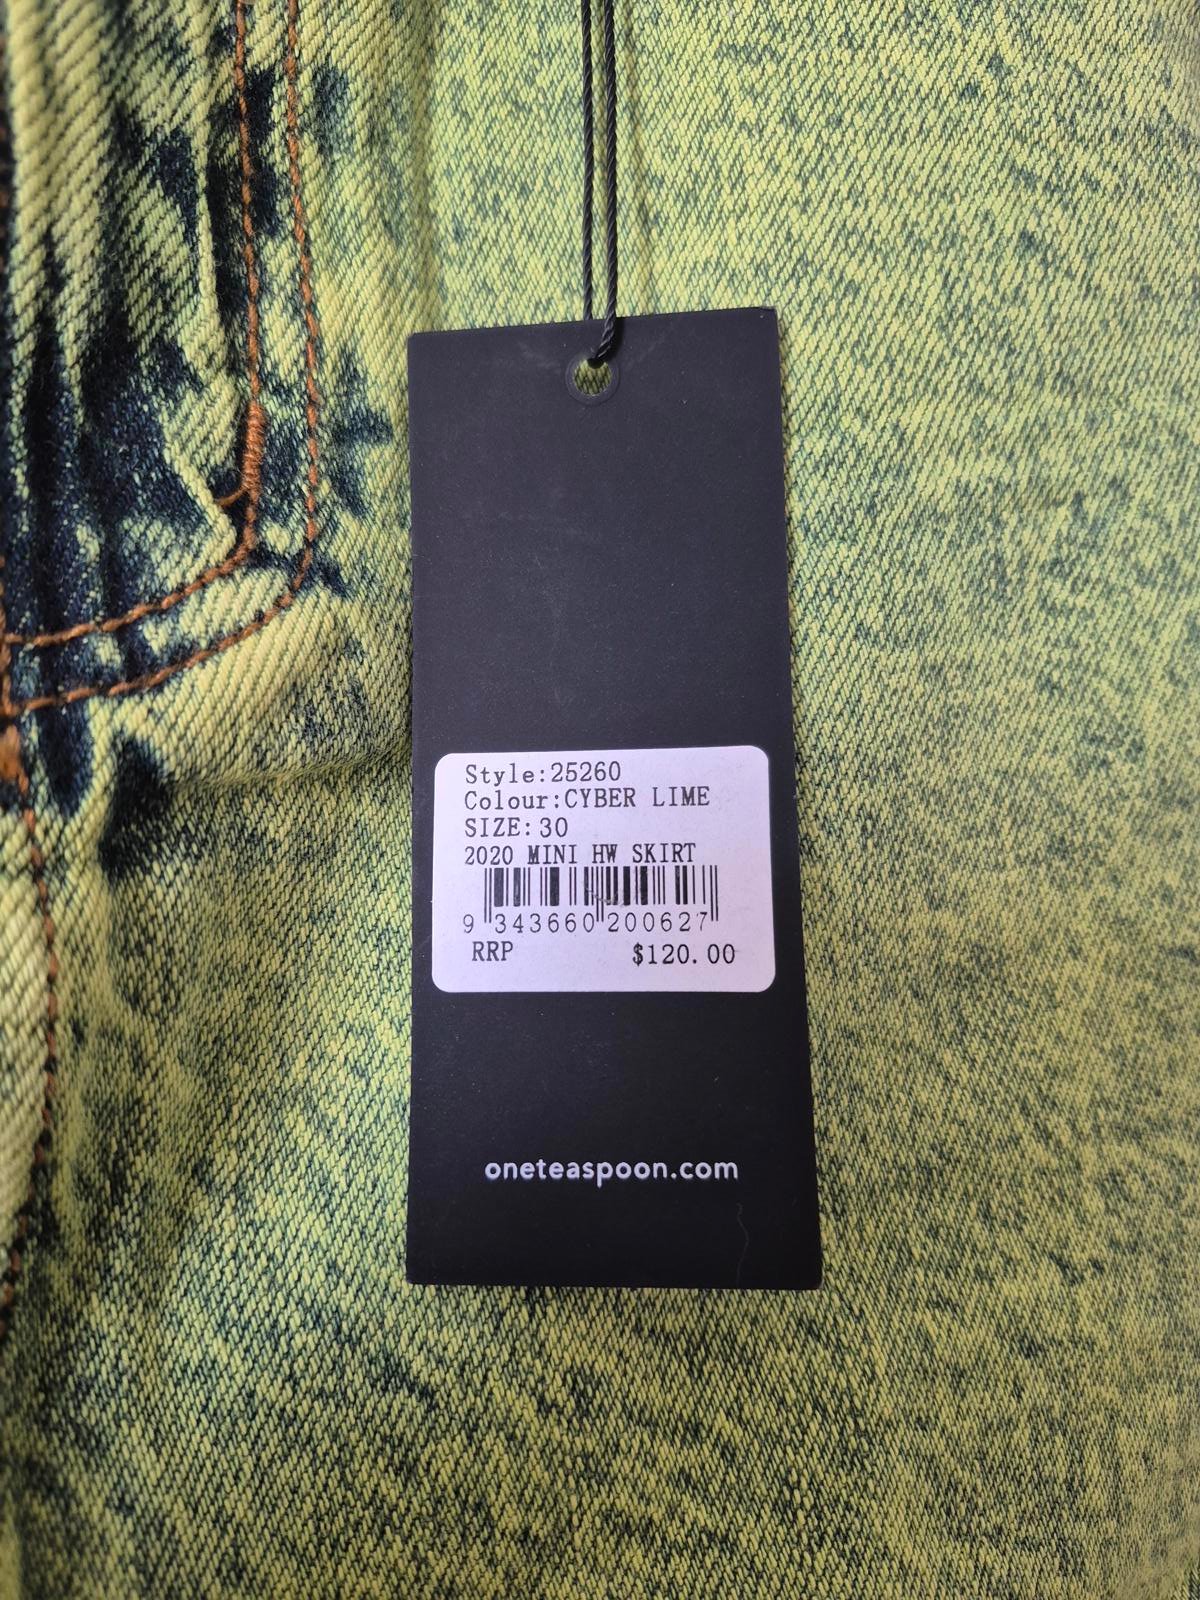 Style:25260
Colour:CYBER LIME
SIZE:30
2020 MINI HW SKIRT
9 343660 200627
RRP $120.00
oneteaspoon.com